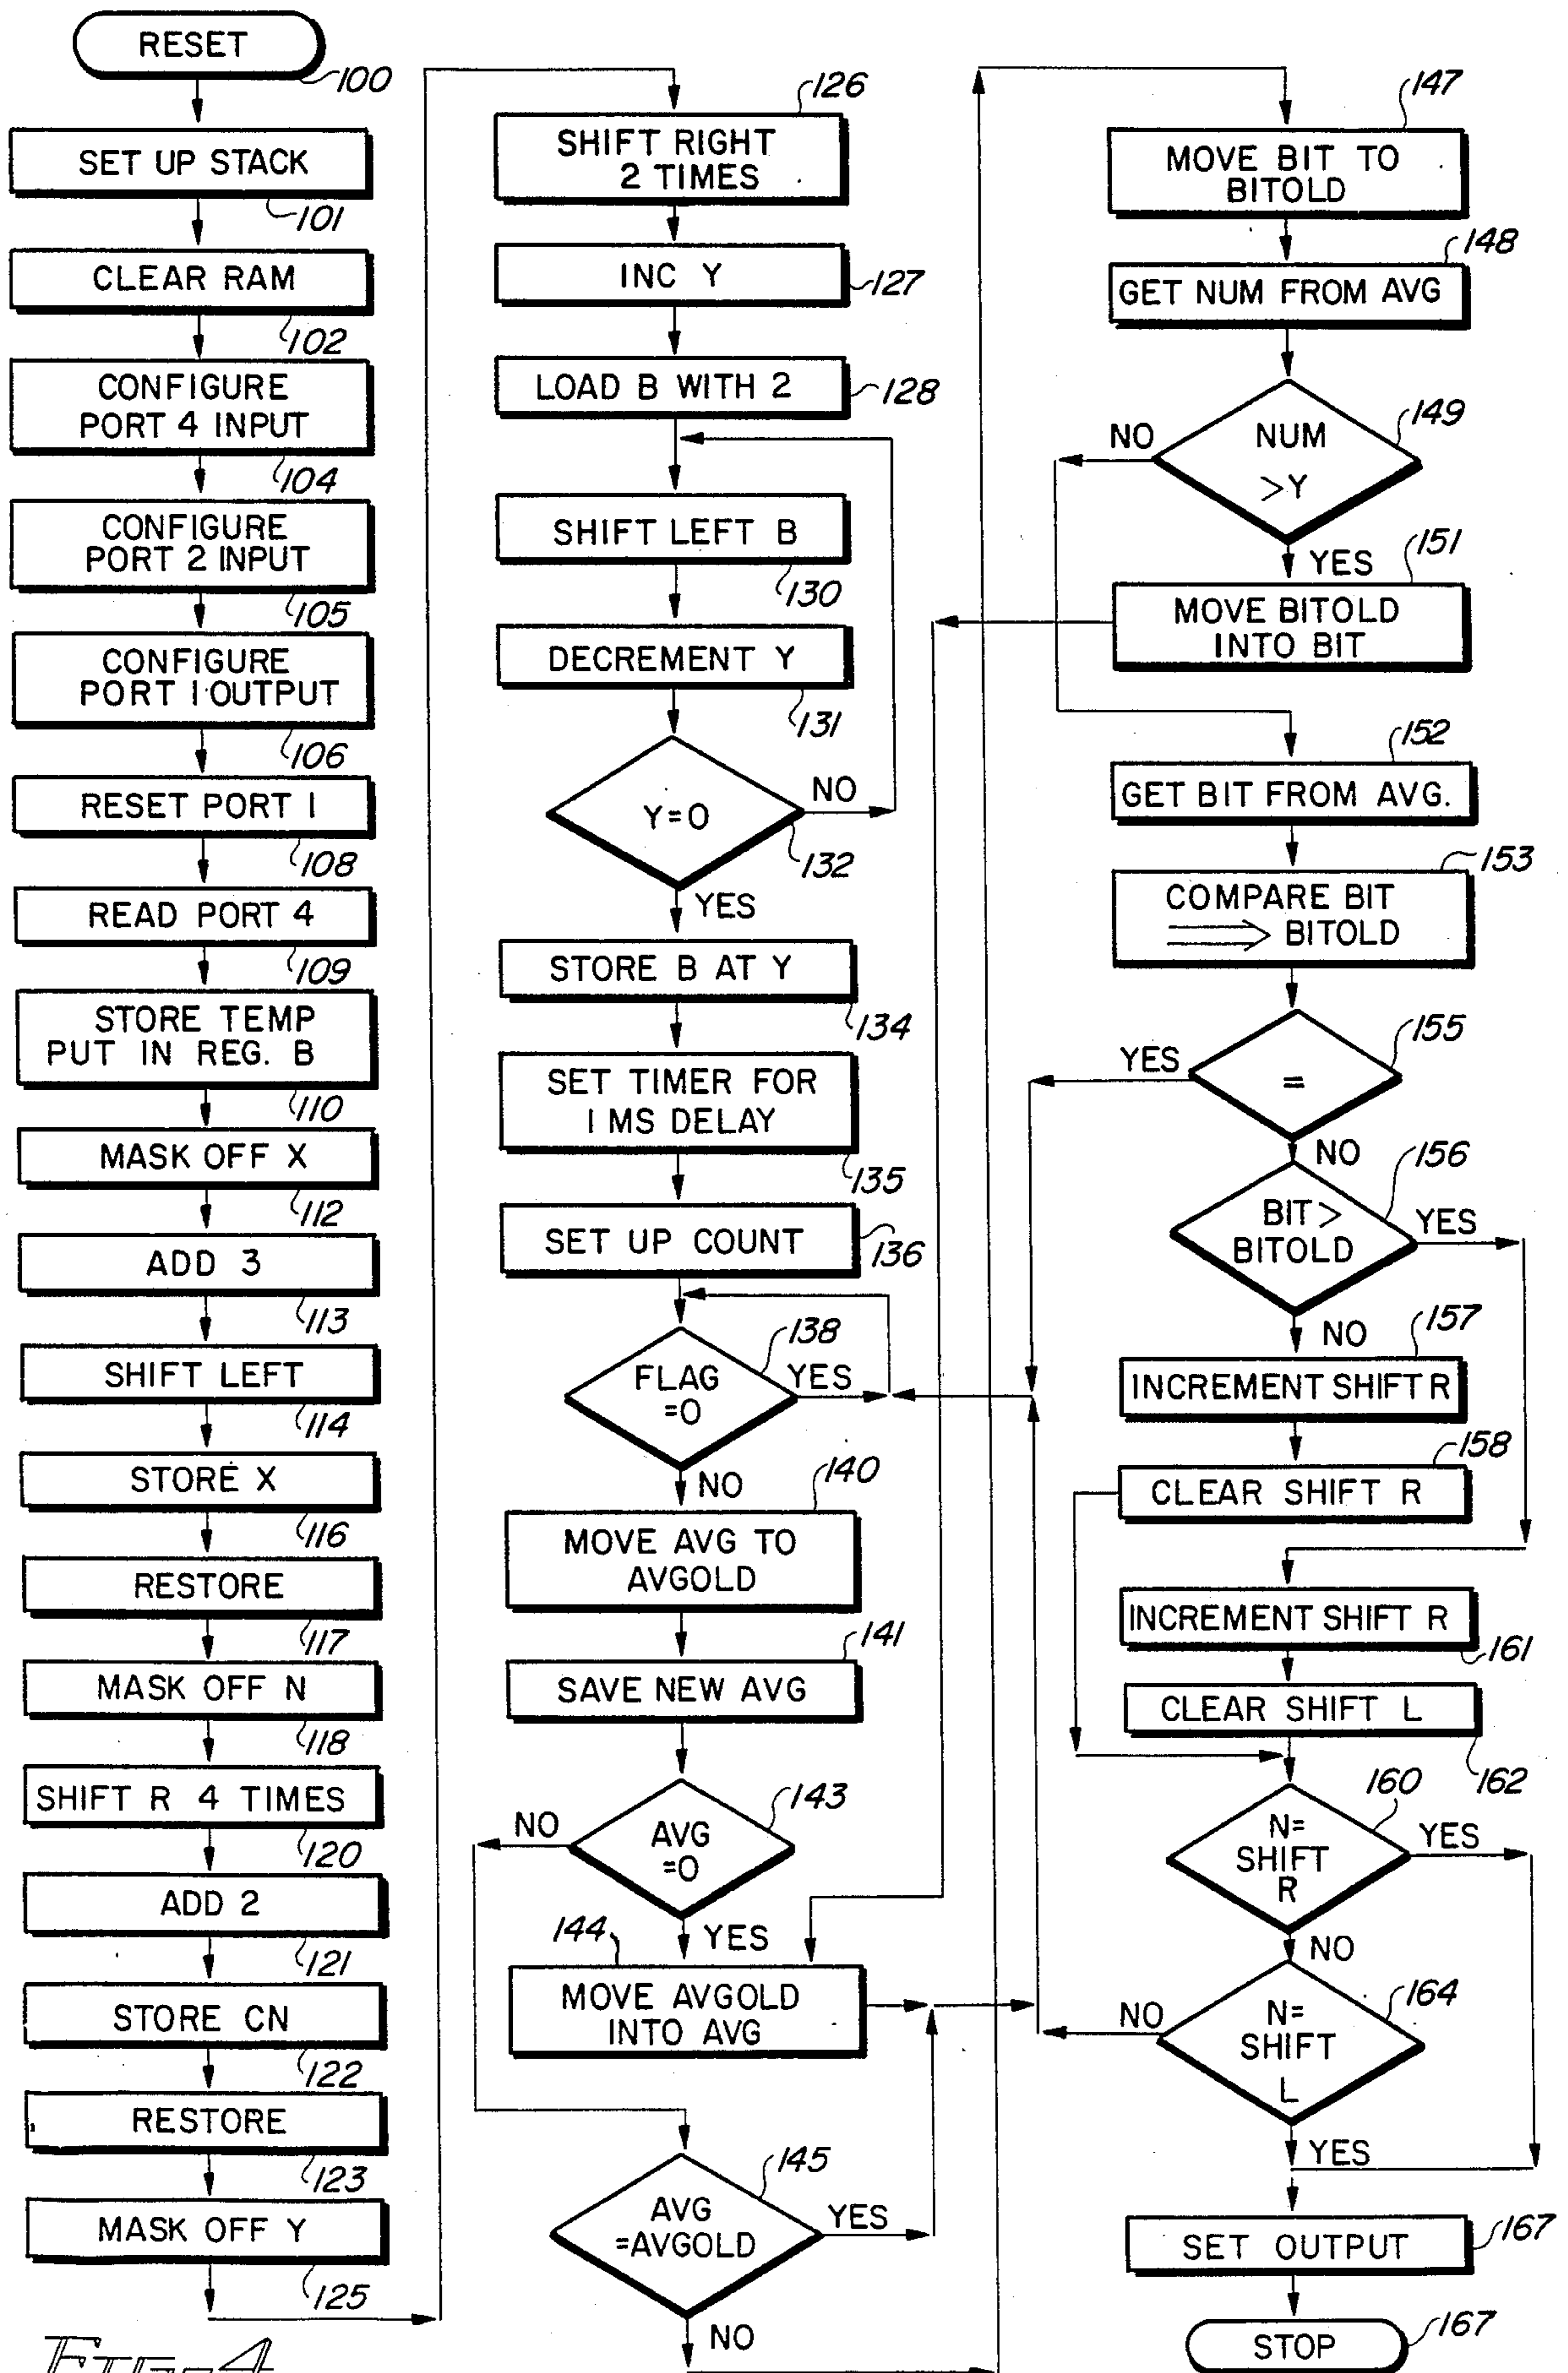 RESET
100
SET UP STACK
101
CLEAR RAM
102
CONFIGURE
PORT 4 INPUT
104
CONFIGURE
PORT 2 INPUT
105
CONFIGURE
PORT 1 OUTPUT
106
RESET PORT 1
108
READ PORT 4
109
STORE TEMP
PUT IN REG. B
110
MASK OFF X
112
ADD 3
113
SHIFT LEFT
114
STORE X
116
RESTORE
117
MASK OFF N
118
SHIFT R 4 TIMES
120
ADD 2
121
STORE CN
122
RESTORE
123
MASK OFF Y
125
126
SHIFT RIGHT
2 TIMES
INC Y
127
LOAD B WITH 2
128
SHIFT LEFT B
130
DECREMENT Y
131
Y=0
NO
132
YES
STORE B AT Y
134
SET TIMER FOR
1 MS DELAY
135
SET UP COUNT
136
138
FLAG
=0
YES
NO
140
MOVE AVG TO
AVGOLD
141
SAVE NEW AVG
143
NO
AVG
=0
YES
144
MOVE AVGOLD
INTO AVG
145
AVG
=AVGOLD
YES
NO
147
MOVE BIT TO
BITOLD
148
GET NUM FROM AVG
149
NO
NUM
>Y
YES
151
MOVE BITOLD
INTO BIT
152
GET BIT FROM AVG.
153
COMPARE BIT
⟹ BITOLD
155
YES
=
NO
156
BIT >
BITOLD
YES
NO
157
INCREMENT SHIFT R
158
CLEAR SHIFT R
INCREMENT SHIFT R
161
CLEAR SHIFT L
162
160
N=
SHIFT
R
YES
NO
164
N=
SHIFT
L
NO
YES
SET OUTPUT
167
STOP
167
FIG-4